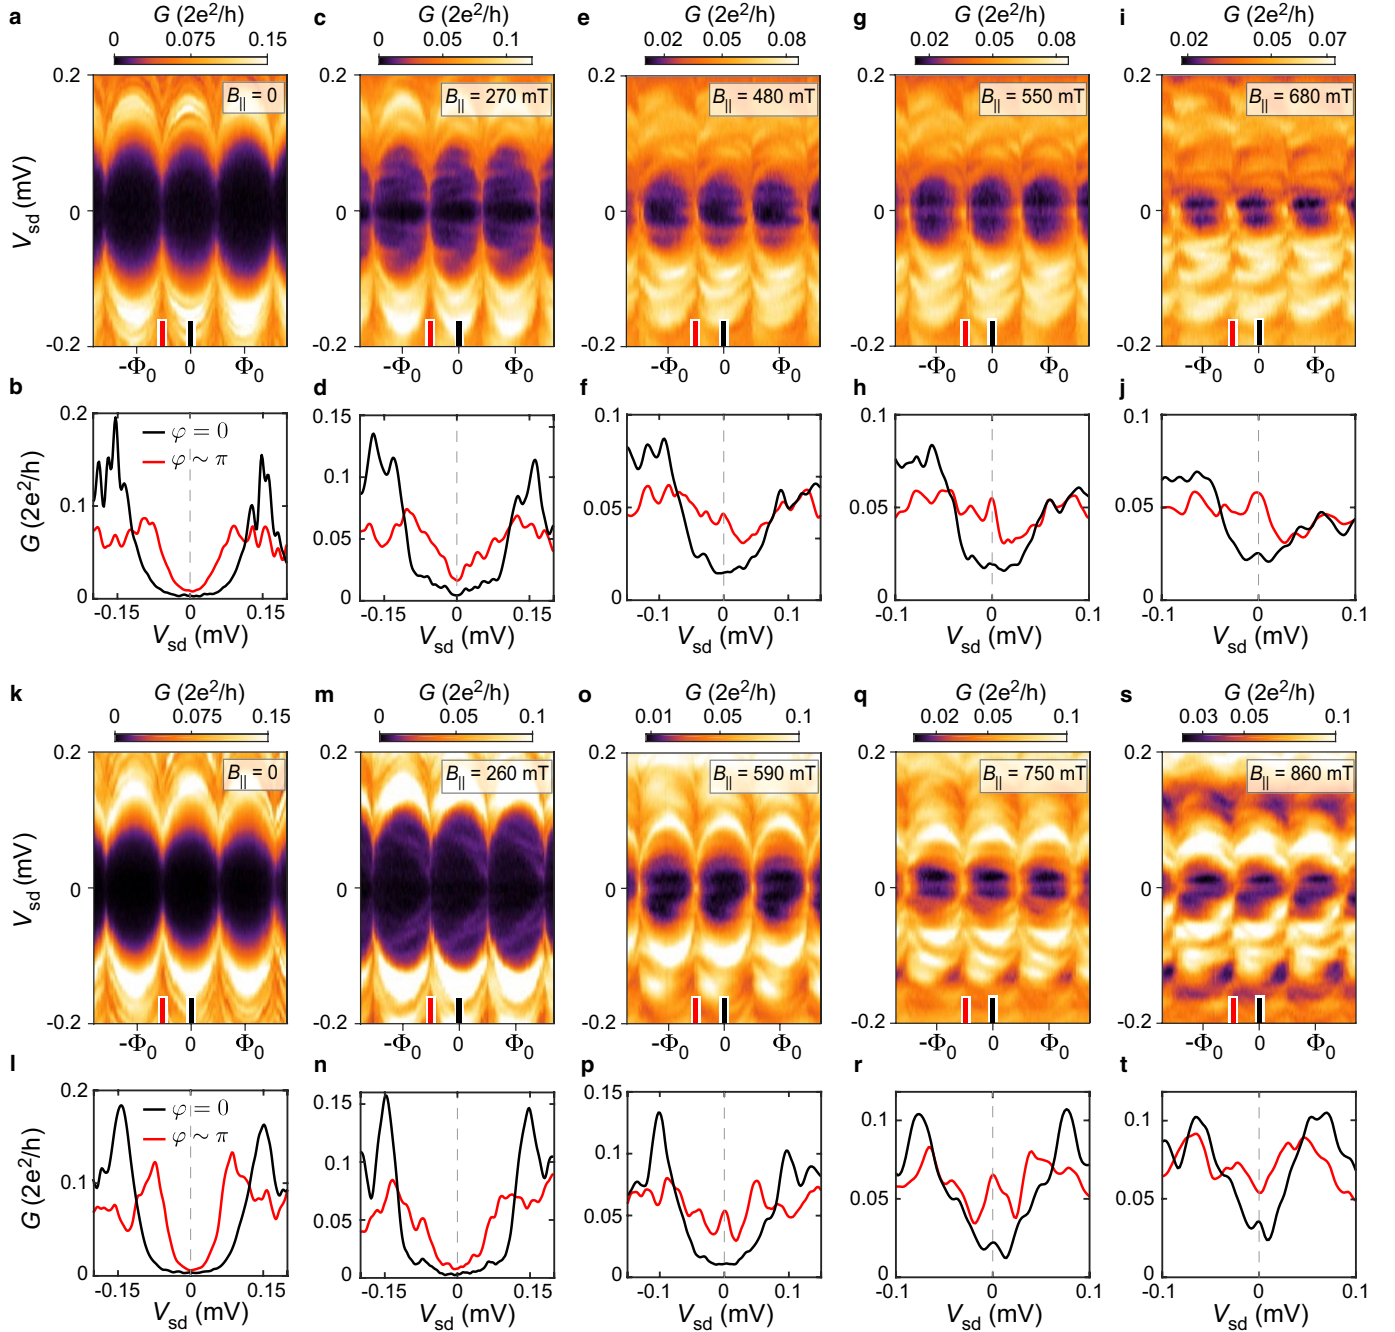 a c e g i
G (2e²/h) G (2e²/h) G (2e²/h) G (2e²/h) G (2e²/h)
0 0.075 0.15 0 0.04 0.08 0.02 0.05 0.08 0.02 0.05 0.08 0.02 0.05 0.07
0.2 0.2 0.2 0.2 0.2
B|| = 0 B|| = 270 mT B|| = 480 mT B|| = 550 mT B|| = 680 mT
Vsd (mV)
0 0 0 0 0
-0.2 -0.2 -0.2 -0.2 -0.2
-Φ0 0 Φ0 -Φ0 0 Φ0 -Φ0 0 Φ0 -Φ0 0 Φ0 -Φ0 0 Φ0
b d f h j
0.2 0.15 0.1 0.1 0.1
φ = 0
φ ∼ π
G (2e²/h)
0.1 0.1 0.05 0.05 0.05 0.05
0 0 0 0 0
-0.15 0 0.15 -0.15 0 0.15 -0.1 0 0.1 -0.1 0 0.1 -0.1 0 0.1
Vsd (mV) Vsd (mV) Vsd (mV) Vsd (mV) Vsd (mV)
k m o q s
G (2e²/h) G (2e²/h) G (2e²/h) G (2e²/h) G (2e²/h)
0 0.075 0.15 0 0.05 0.1 0.01 0.05 0.1 0.02 0.05 0.1 0.03 0.05 0.1
0.2 0.2 0.2 0.2 0.2
B|| = 0 B|| = 260 mT B|| = 590 mT B|| = 750 mT B|| = 860 mT
Vsd (mV)
0 0 0 0 0
-0.2 -0.2 -0.2 -0.2 -0.2
-Φ0 0 Φ0 -Φ0 0 Φ0 -Φ0 0 Φ0 -Φ0 0 Φ0 -Φ0 0 Φ0
l n p r t
0.2 0.15 0.15 0.1 0.1
φ = 0
φ ∼ π
G (2e²/h)
0.1 0.1 0.05 0.1 0.05 0.05 0.05
0 0 0 0 0
-0.15 0 0.15 -0.15 0 0.15 -0.1 0 0.1 -0.1 0 0.1 -0.1 0 0.1
Vsd (mV) Vsd (mV) Vsd (mV) Vsd (mV) Vsd (mV)